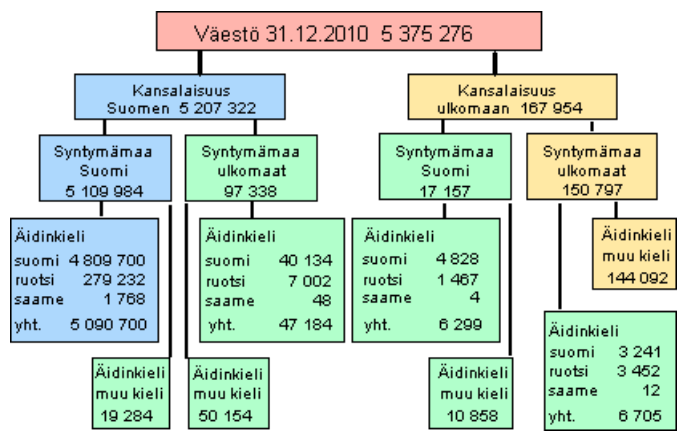 Väestö 31.12.2010 5 375 276
Kansalaisuus
Suomen 5 207 322
Kansalaisuus
ulkomaan 167 954
Syntymämaa
Suomi
5 109 984
Syntymämaa
ulkomaat
97 338
Syntymämaa
Suomi
17 157
Syntymämaa
ulkomaat
150 797
Äidinkieli
suomi 4 809 700
ruotsi 279 232
saame 1 768
yht. 5 090 700
Äidinkieli
suomi 40 134
ruotsi 7 002
saame 48
yht. 47 184
Äidinkieli
suomi 4 828
ruotsi 1 467
saame 4
yht. 6 299
Äidinkieli
muu kieli
144 092
Äidinkieli
muu kieli
19 284
Äidinkieli
muu kieli
50 154
Äidinkieli
muu kieli
10 858
Äidinkieli
suomi 3 241
ruotsi 3 452
saame 12
yht. 6 705